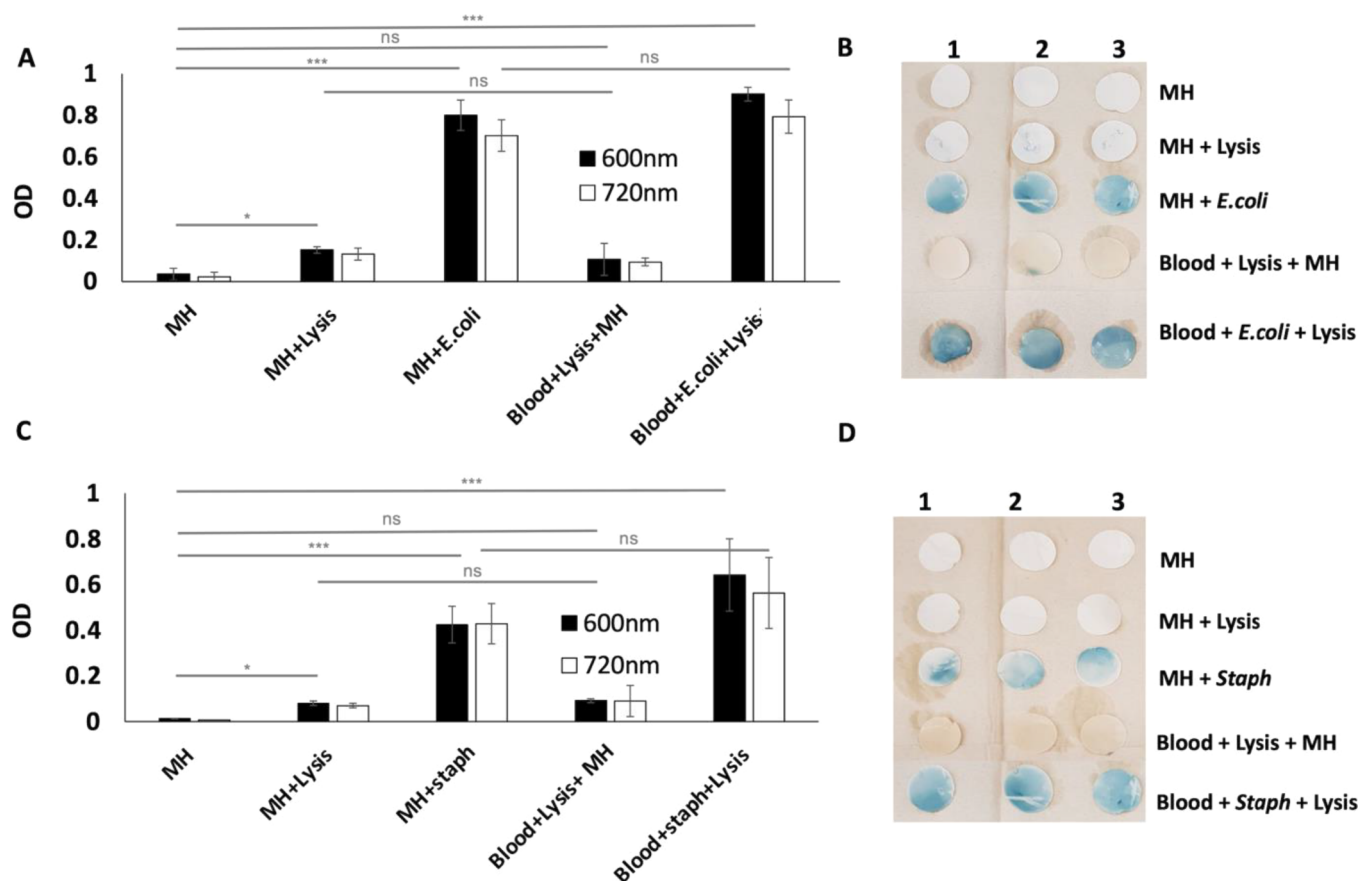 A
***
ns
***
ns
ns
*
1
0.8
0.6
0.4
0.2
0
OD
600nm
720nm
MH
MH+Lysis
MH+E.coli
Blood+Lysis+MH
Blood+E.coli+Lysis
B
1 2 3
MH
MH + Lysis
MH + E.coli
Blood + Lysis + MH
Blood + E.coli + Lysis
C
***
ns
***
ns
ns
*
1
0.8
0.6
0.4
0.2
0
OD
600nm
720nm
MH
MH+Lysis
MH+staph
Blood+Lysis+ MH
Blood+staph+Lysis
D
1 2 3
MH
MH + Lysis
MH + Staph
Blood + Lysis + MH
Blood + Staph + Lysis